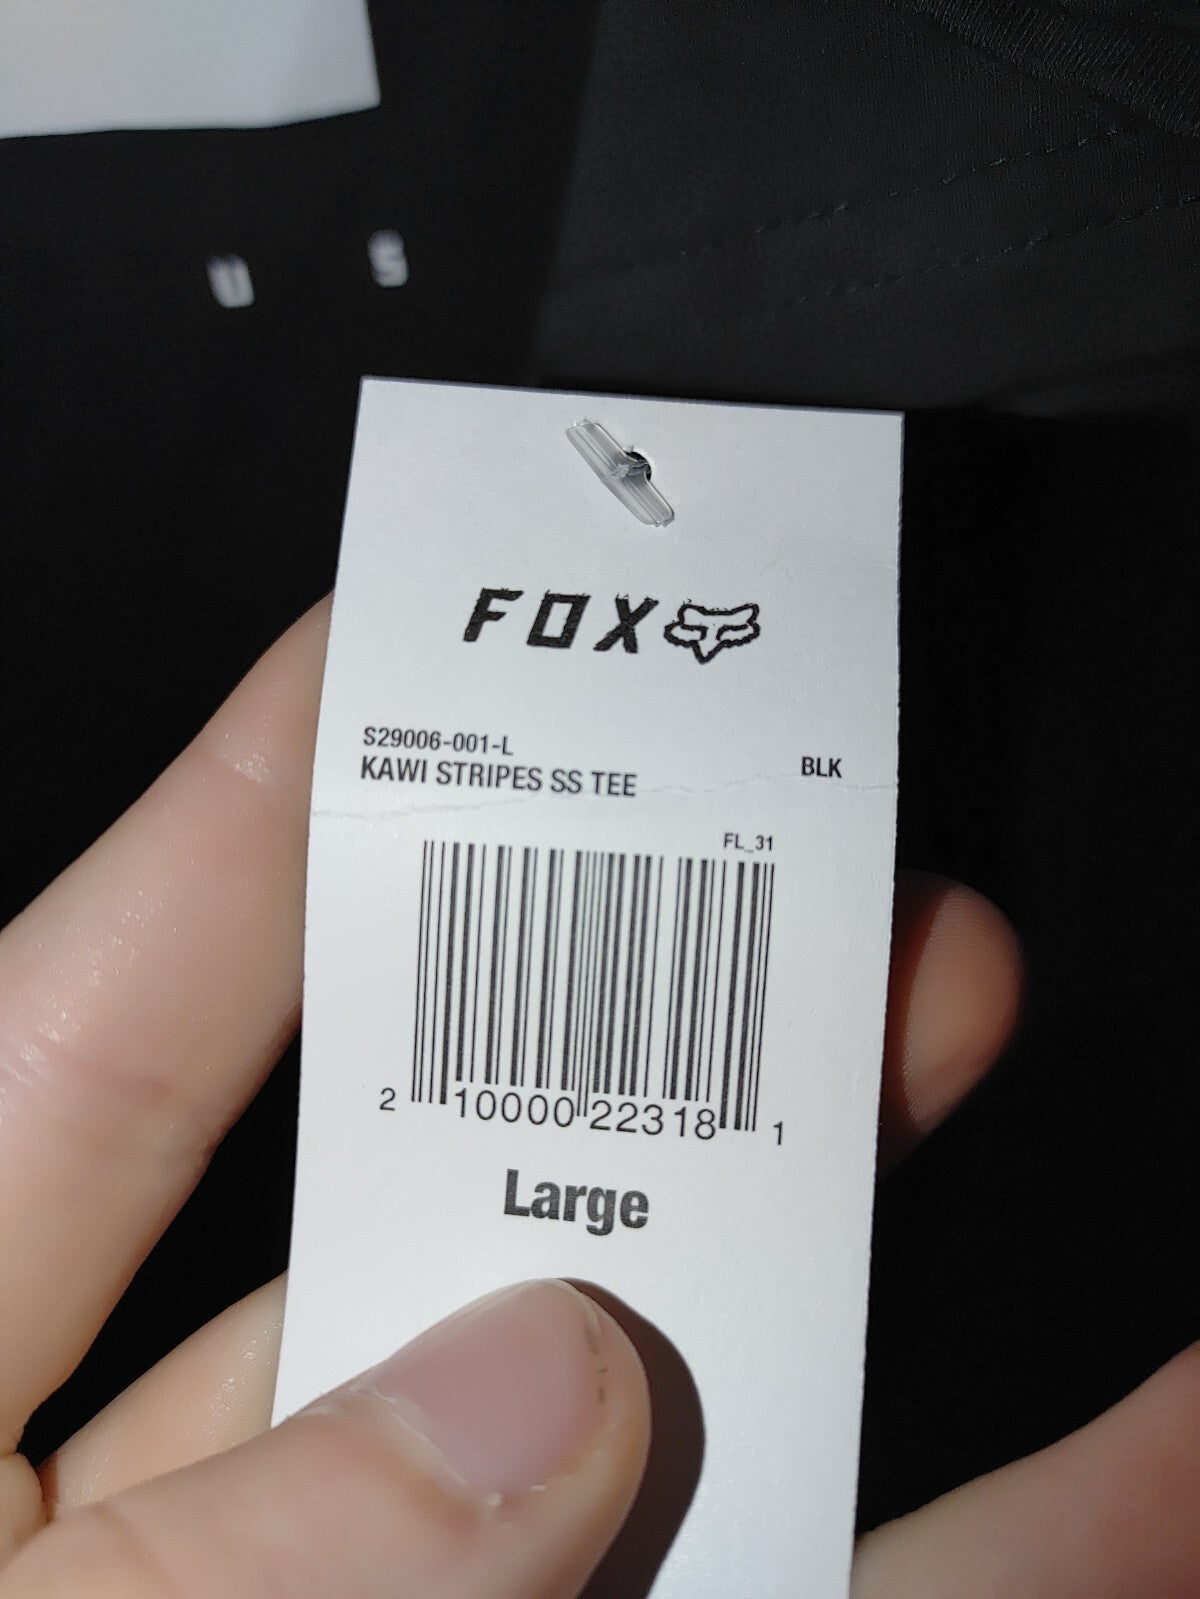 U S
FOX
S29006-001-L
KAWI STRIPES SS TEE BLK
FL_31
2 10000 22318 1
Large